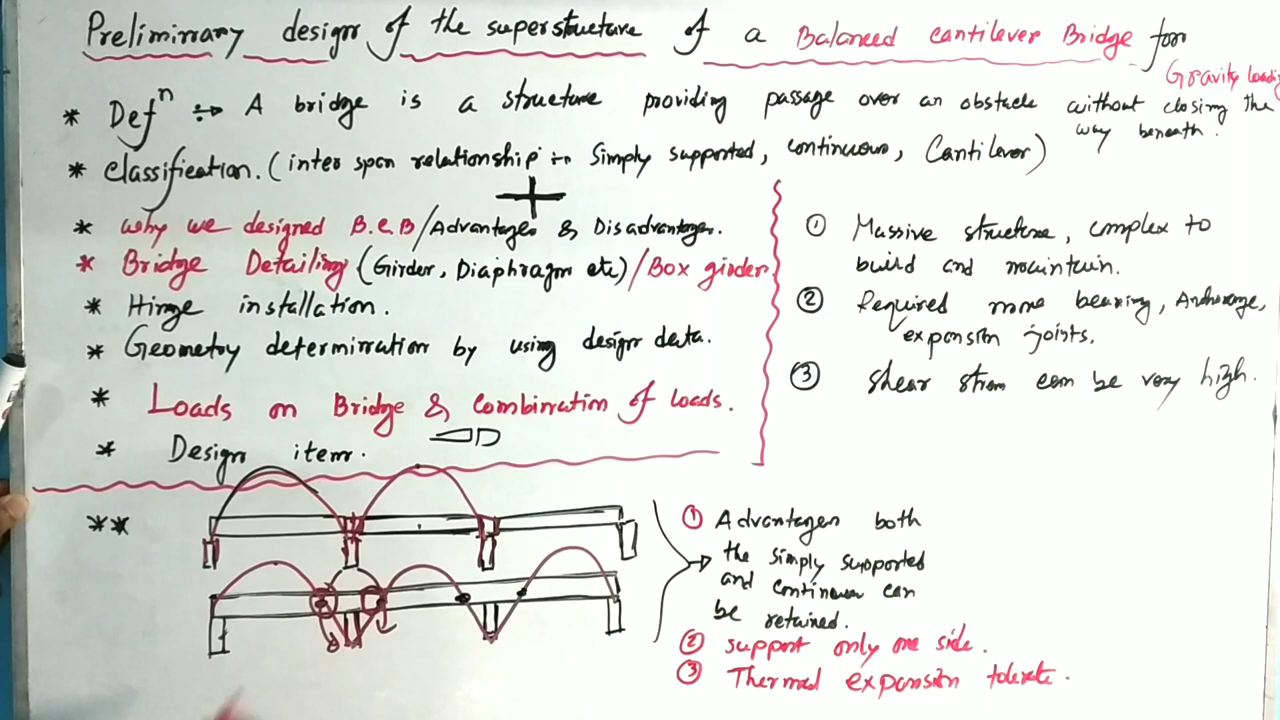 Preliminary design of the superstructure of a Balanced cantilever Bridge for
Gravity loading
* Defⁿ ÷ A bridge is a structure providing passage over an obstacle without closing the
way beneath.
* Classification. (inter span relationship :- Simply supported, continuous, Cantilever)
* Why we designed B.C.B/Advantages & Disadvantages.
* Bridge Detailing (Girder, Diaphragm etc)/Box girder
* Hinge installation.
* Geometry determination by using design data.
* Loads on Bridge & Combination of loads.
* Design item.
① Massive structure, complex to
build and maintain.
② Required more bearing, Anchorage,
expansion joints.
③ Shear stress can be very high.
**
① Advantages both
the simply supported
and continuous can
be retained.
② support only one side.
③ Thermal expansion tolerate.